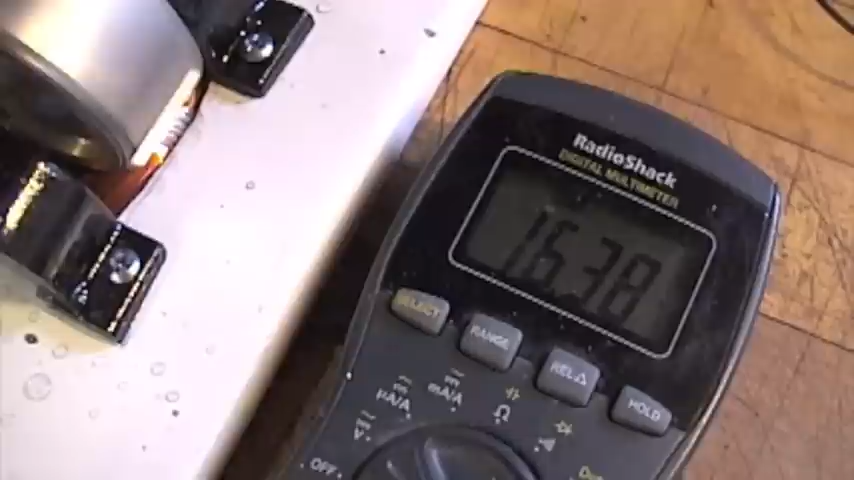 RadioShack
DIGITAL MULTIMETER
16.38
SELECT
RANGE
REL Δ
HOLD
μA/A
mA/A
Ω
V
OFF